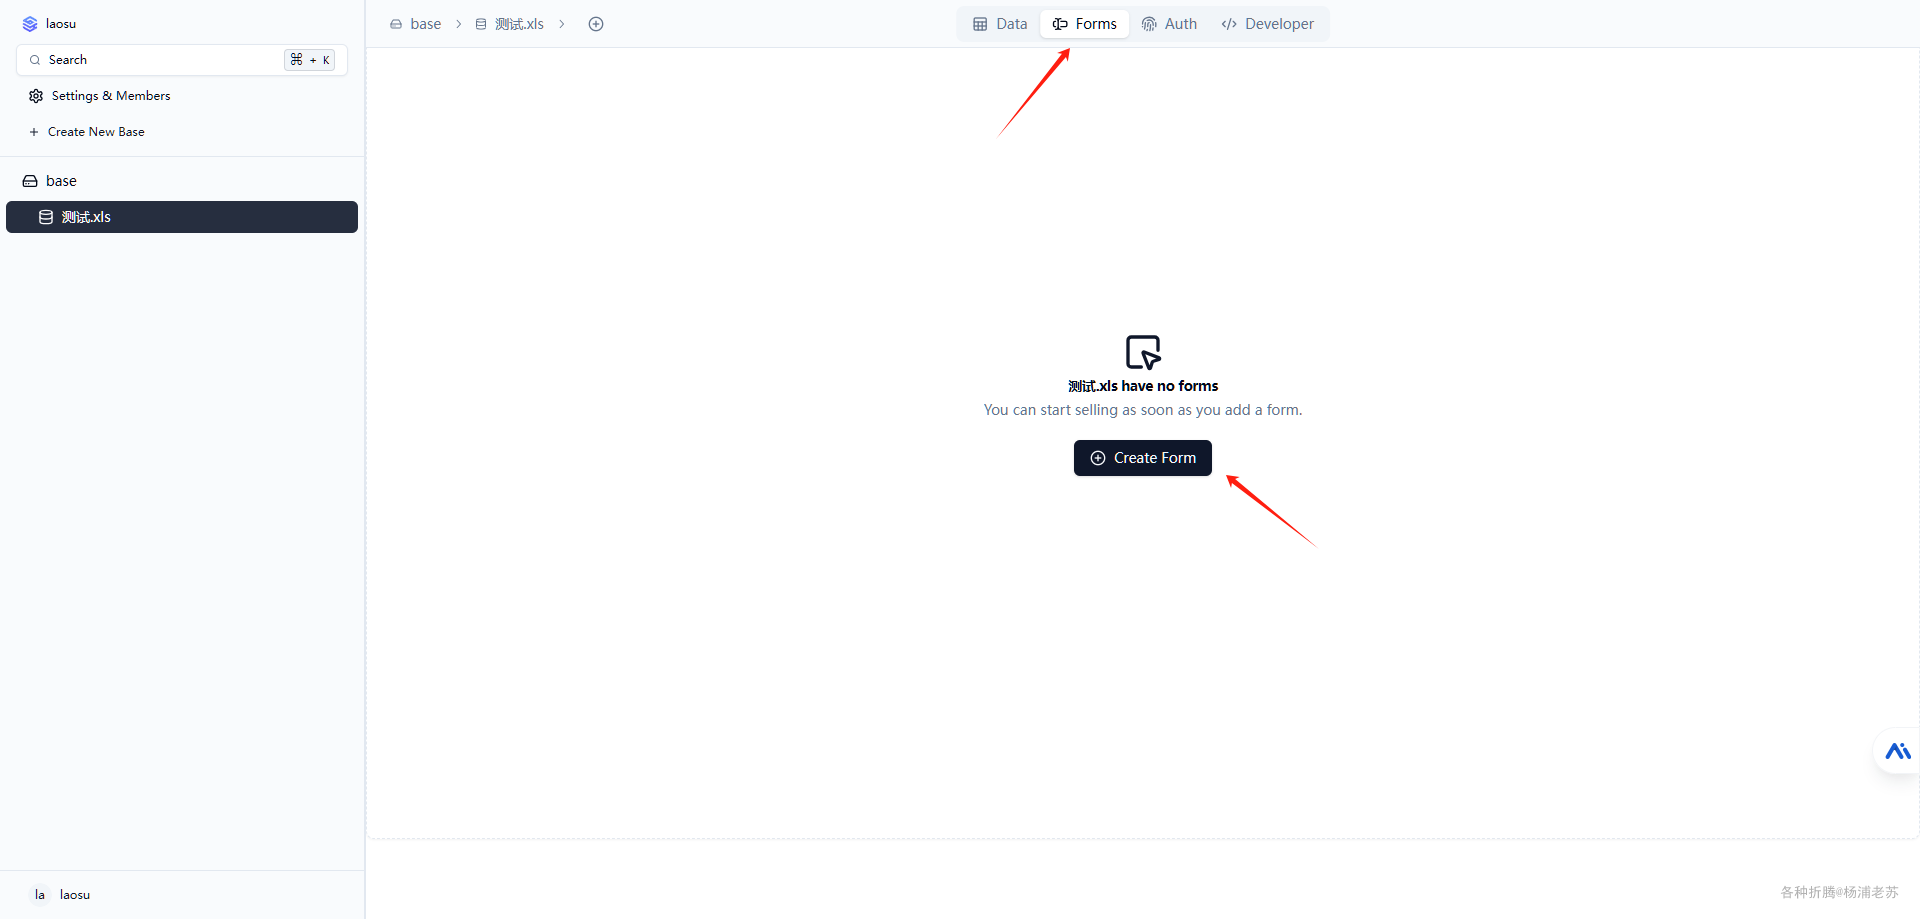 laosu
Search ⌘ + K
Settings & Members
+ Create New Base
base
测试.xls
base > 测试.xls >
Data Forms Auth </> Developer
测试.xls have no forms
You can start selling as soon as you add a form.
Create Form
la laosu
各种折腾@杨浦老苏